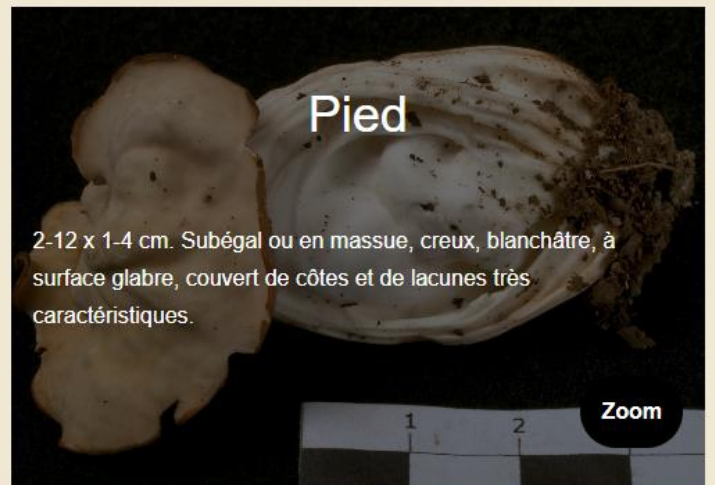 Pied
2-12 x 1-4 cm. Subégal ou en massue, creux, blanchâtre, à
surface glabre, couvert de côtes et de lacunes très
caractéristiques.
Zoom
1 2